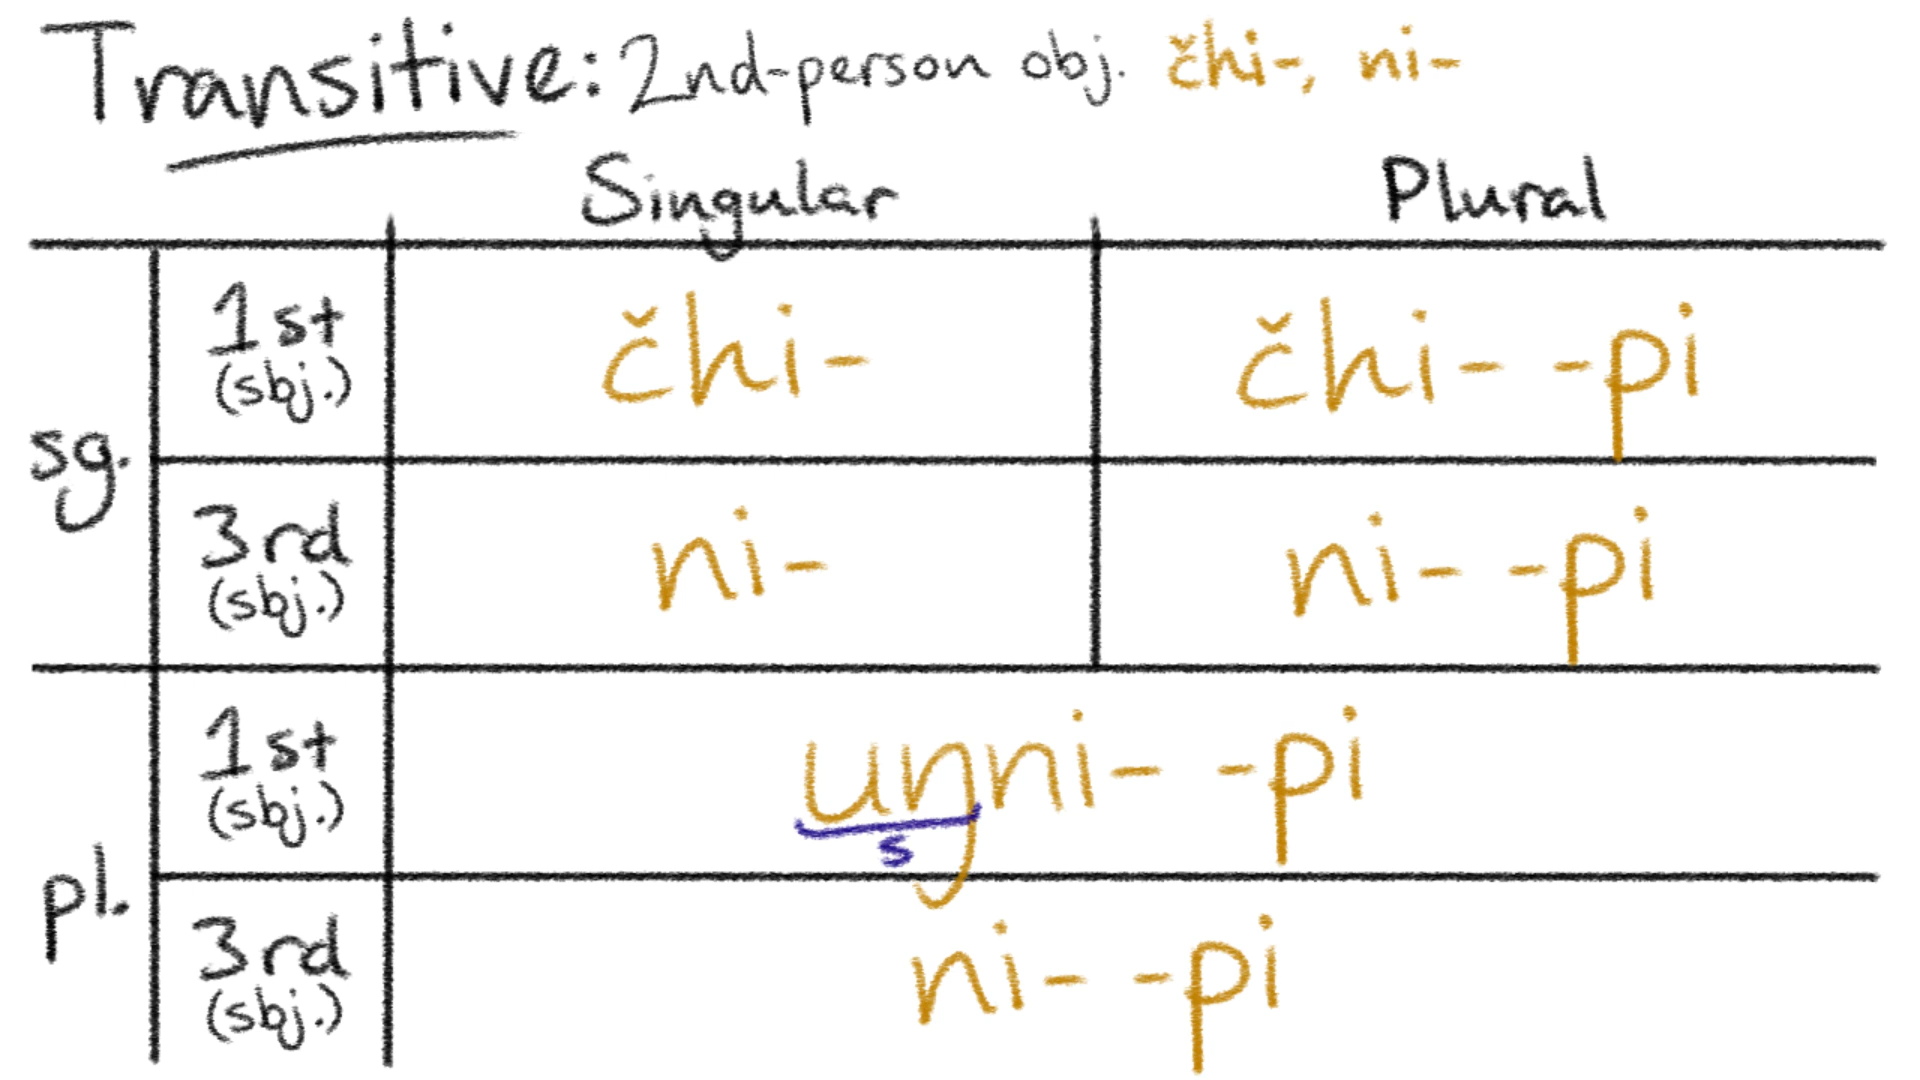 Transitive: 2nd-person obj. čhi-, ni-
Singular Plural
sg.
1st čhi- čhi- -pi
(sbj.)
3rd ni- ni- -pi
(sbj.)
pl.
1st uŋni- -pi
(sbj.) s
3rd ni- -pi
(sbj.)